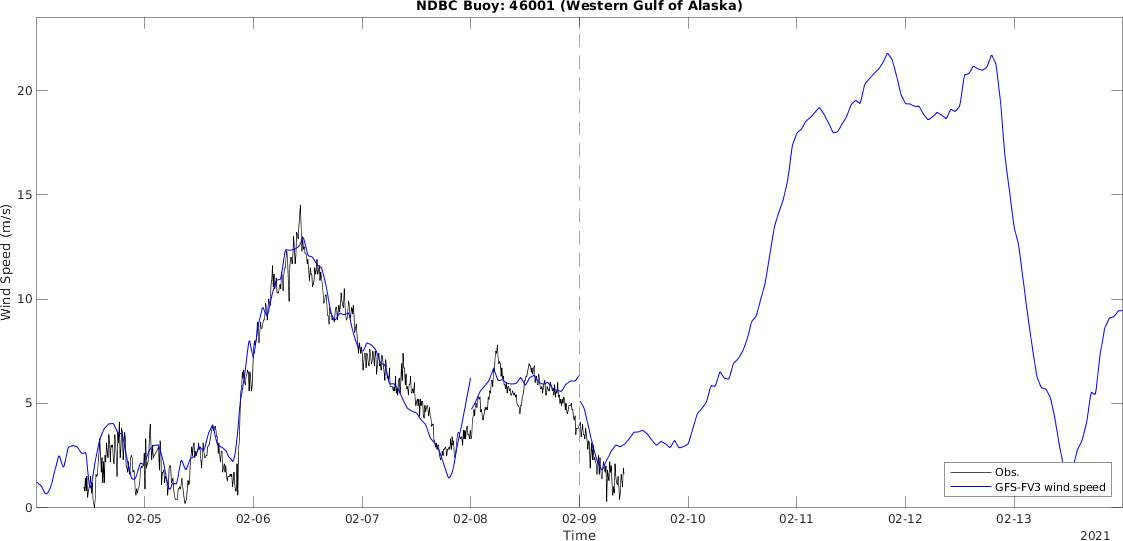 NDBC Buoy: 46001 (Western Gulf of Alaska)
Wind Speed (m/s)
20
15
10
5
0
02-05 02-06 02-07 02-08 02-09 02-10 02-11 02-12 02-13
Time
2021
Obs.
GFS-FV3 wind speed